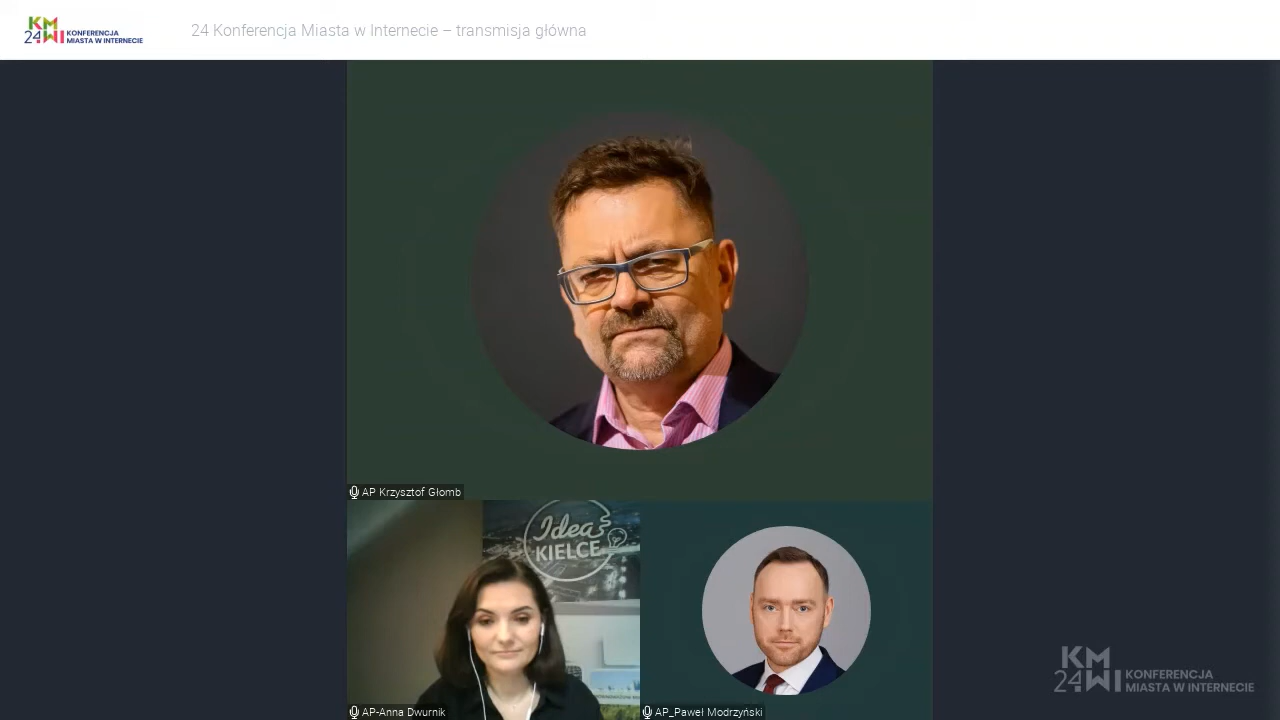 KM
24WI KONFERENCJA
MIASTA W INTERNECIE
24 Konferencja Miasta w Internecie – transmisja główna
AP Krzysztof Głomb
Idea
KIELCE
AP-Anna Dwurnik
AP_Paweł Modrzyński
KM
24WI KONFERENCJA
MIASTA W INTERNECIE